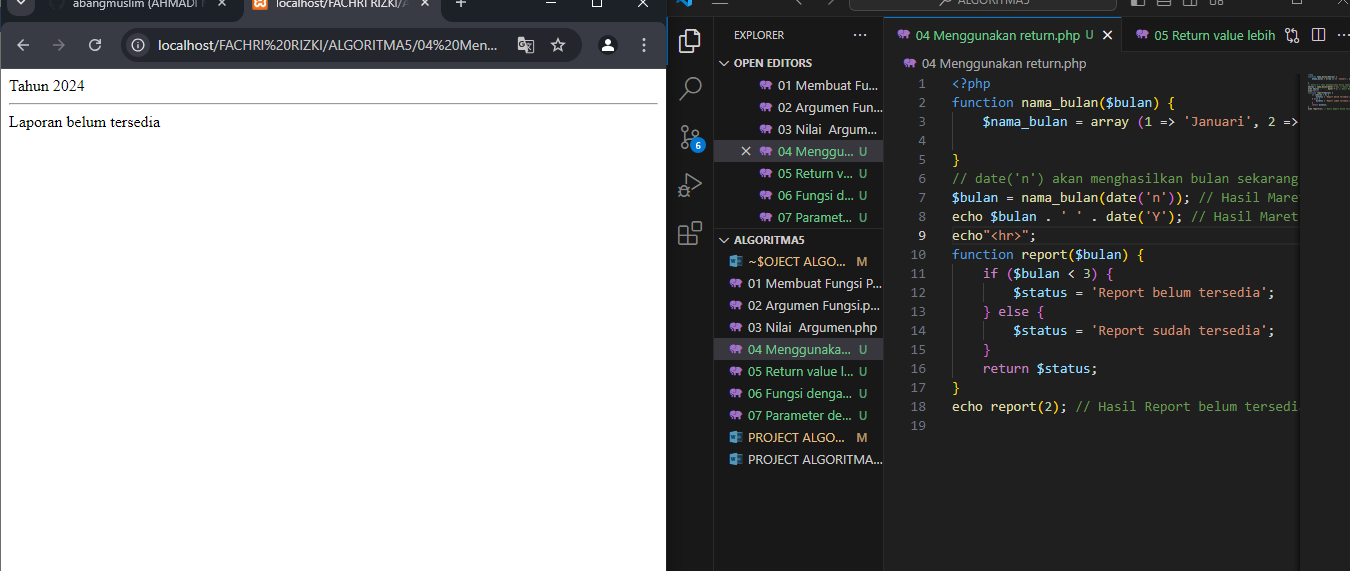 abangmuslim (AHMADI
localhost/FACHRI RIZKI/A
localhost/FACHRI%20RIZKI/ALGORITMA5/04%20Men...
Tahun 2024
Laporan belum tersedia
ALGORITMA5
EXPLORER
OPEN EDITORS
01 Membuat Fu...
02 Argumen Fun...
03 Nilai  Argum...
04 Menggu... U
05 Return v... U
06 Fungsi d... U
07 Paramet... U
ALGORITMA5
~$OJECT ALGO... M
01 Membuat Fungsi P...
02 Argumen Fungsi.p...
03 Nilai  Argumen.php
04 Menggunaka... U
05 Return value l... U
06 Fungsi denga... U
07 Parameter de... U
PROJECT ALGO... M
PROJECT ALGORITMA...
6
04 Menggunakan return.php U
05 Return value lebih
04 Menggunakan return.php
1 <?php
2 function nama_bulan($bulan) {
3 $nama_bulan = array (1 => 'Januari', 2 =>
4
5 }
6 // date('n') akan menghasilkan bulan sekarang
7 $bulan = nama_bulan(date('n')); // Hasil Maret
8 echo $bulan . ' ' . date('Y'); // Hasil Maret
9 echo"<hr>";
10 function report($bulan) {
11 if ($bulan < 3) {
12 $status = 'Report belum tersedia';
13 } else {
14 $status = 'Report sudah tersedia';
15 }
16 return $status;
17 }
18 echo report(2); // Hasil Report belum tersedi
19